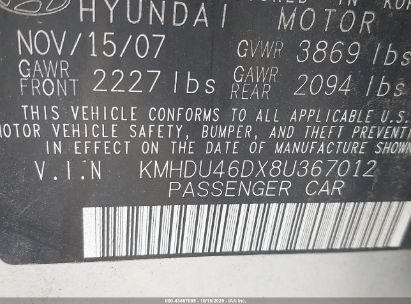 HYUNDAI MOTOR
NOV/15/07 GVWR 3869 lbs
GAWR FRONT 2227 lbs GAWR REAR 2094 lbs
THIS VEHICLE CONFORMS TO ALL APPLICABLE U.S.
MOTOR VEHICLE SAFETY, BUMPER, AND THEFT PREVENTI
IN EFFECT ON THE DATE OF MANUFACTURE
V.I.N KMHDU46DX8U367012
PASSENGER CAR